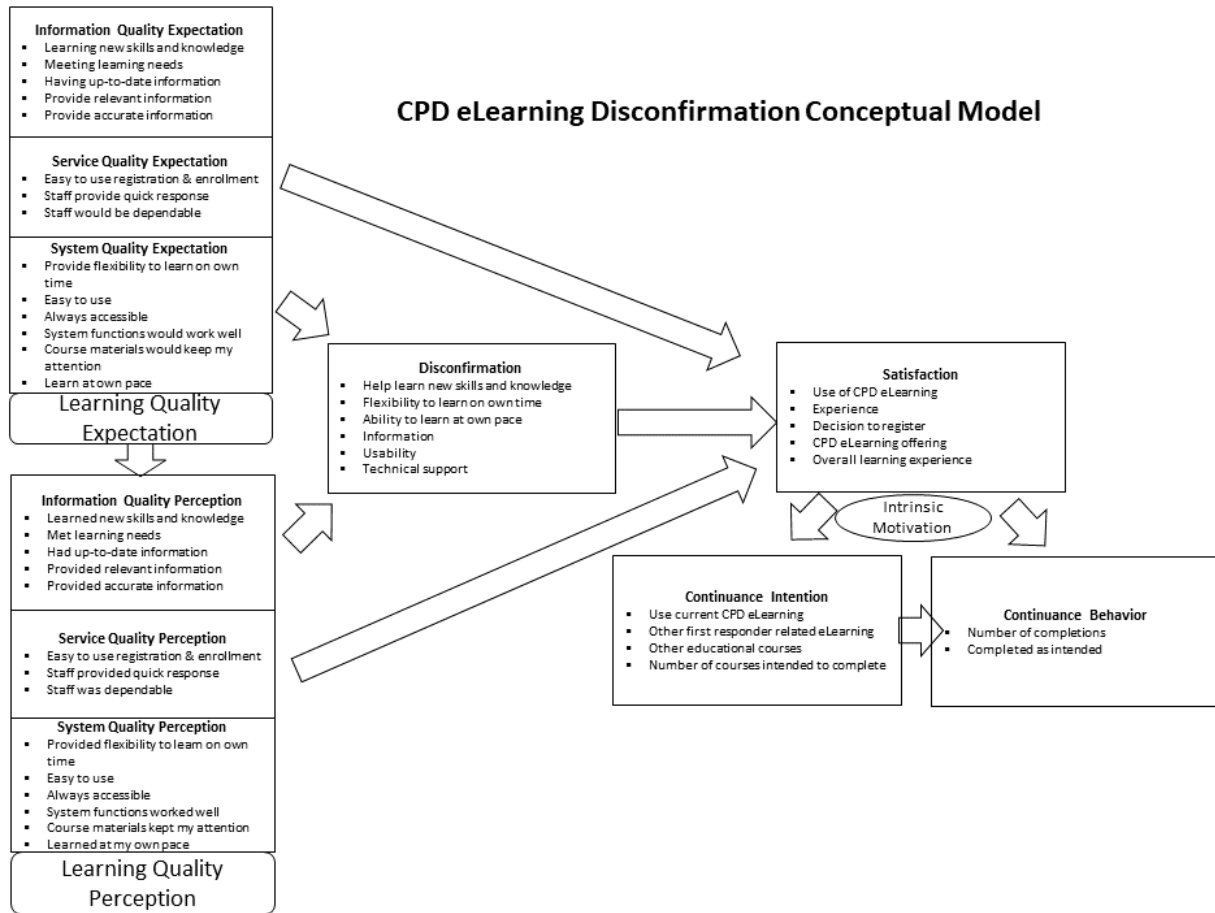 Information Quality Expectation
▪ Learning new skills and knowledge
▪ Meeting learning needs
▪ Having up-to-date information
▪ Provide relevant information
▪ Provide accurate information
CPD eLearning Disconfirmation Conceptual Model
Service Quality Expectation
▪ Easy to use registration & enrollment
▪ Staff provide quick response
▪ Staff would be dependable
System Quality Expectation
▪ Provide flexibility to learn on own
time
▪ Easy to use
▪ Always accessible
▪ System functions would work well
▪ Course materials would keep my
attention
▪ Learn at own pace
Learning Quality
Expectation
Disconfirmation
▪ Help learn new skills and knowledge
▪ Flexibility to learn on own time
▪ Ability to learn at own pace
▪ Information
▪ Usability
▪ Technical support
Satisfaction
▪ Use of CPD eLearning
▪ Experience
▪ Decision to register
▪ CPD eLearning offering
▪ Overall learning experience
Intrinsic
Motivation
Information Quality Perception
▪ Learned new skills and knowledge
▪ Met learning needs
▪ Had up-to-date information
▪ Provided relevant information
▪ Provided accurate information
Service Quality Perception
▪ Easy to use registration & enrollment
▪ Staff provided quick response
▪ Staff was dependable
System Quality Perception
▪ Provided flexibility to learn on own
time
▪ Easy to use
▪ Always accessible
▪ System functions worked well
▪ Course materials kept my attention
▪ Learned at my own pace
Learning Quality
Perception
Continuance Intention
▪ Use current CPD eLearning
▪ Other first responder related eLearning
▪ Other educational courses
▪ Number of courses intended to complete
Continuance Behavior
▪ Number of completions
▪ Completed as intended